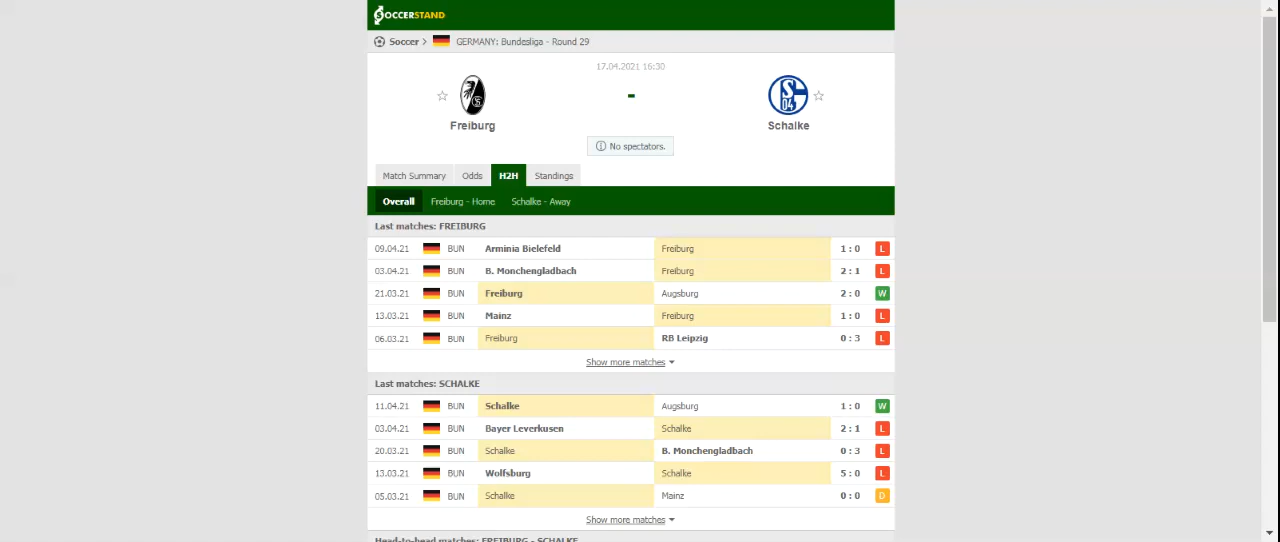 SOCCERSTAND
Soccer > GERMANY: Bundesliga - Round 29
17.04.2021 16:30
-
Freiburg Schalke
No spectators.
Match Summary Odds H2H Standings
Overall Freiburg - Home Schalke - Away
Last matches: FREIBURG
09.04.21 BUN Arminia Bielefeld Freiburg 1 : 0 L
03.04.21 BUN B. Monchengladbach Freiburg 2 : 1 L
21.03.21 BUN Freiburg Augsburg 2 : 0 W
13.03.21 BUN Mainz Freiburg 1 : 0 L
06.03.21 BUN Freiburg RB Leipzig 0 : 3 L
Show more matches
Last matches: SCHALKE
11.04.21 BUN Schalke Augsburg 1 : 0 W
03.04.21 BUN Bayer Leverkusen Schalke 2 : 1 L
20.03.21 BUN Schalke B. Monchengladbach 0 : 3 L
13.03.21 BUN Wolfsburg Schalke 5 : 0 L
05.03.21 BUN Schalke Mainz 0 : 0 D
Show more matches
Head-to-head matches: FREIBURG - SCHALKE